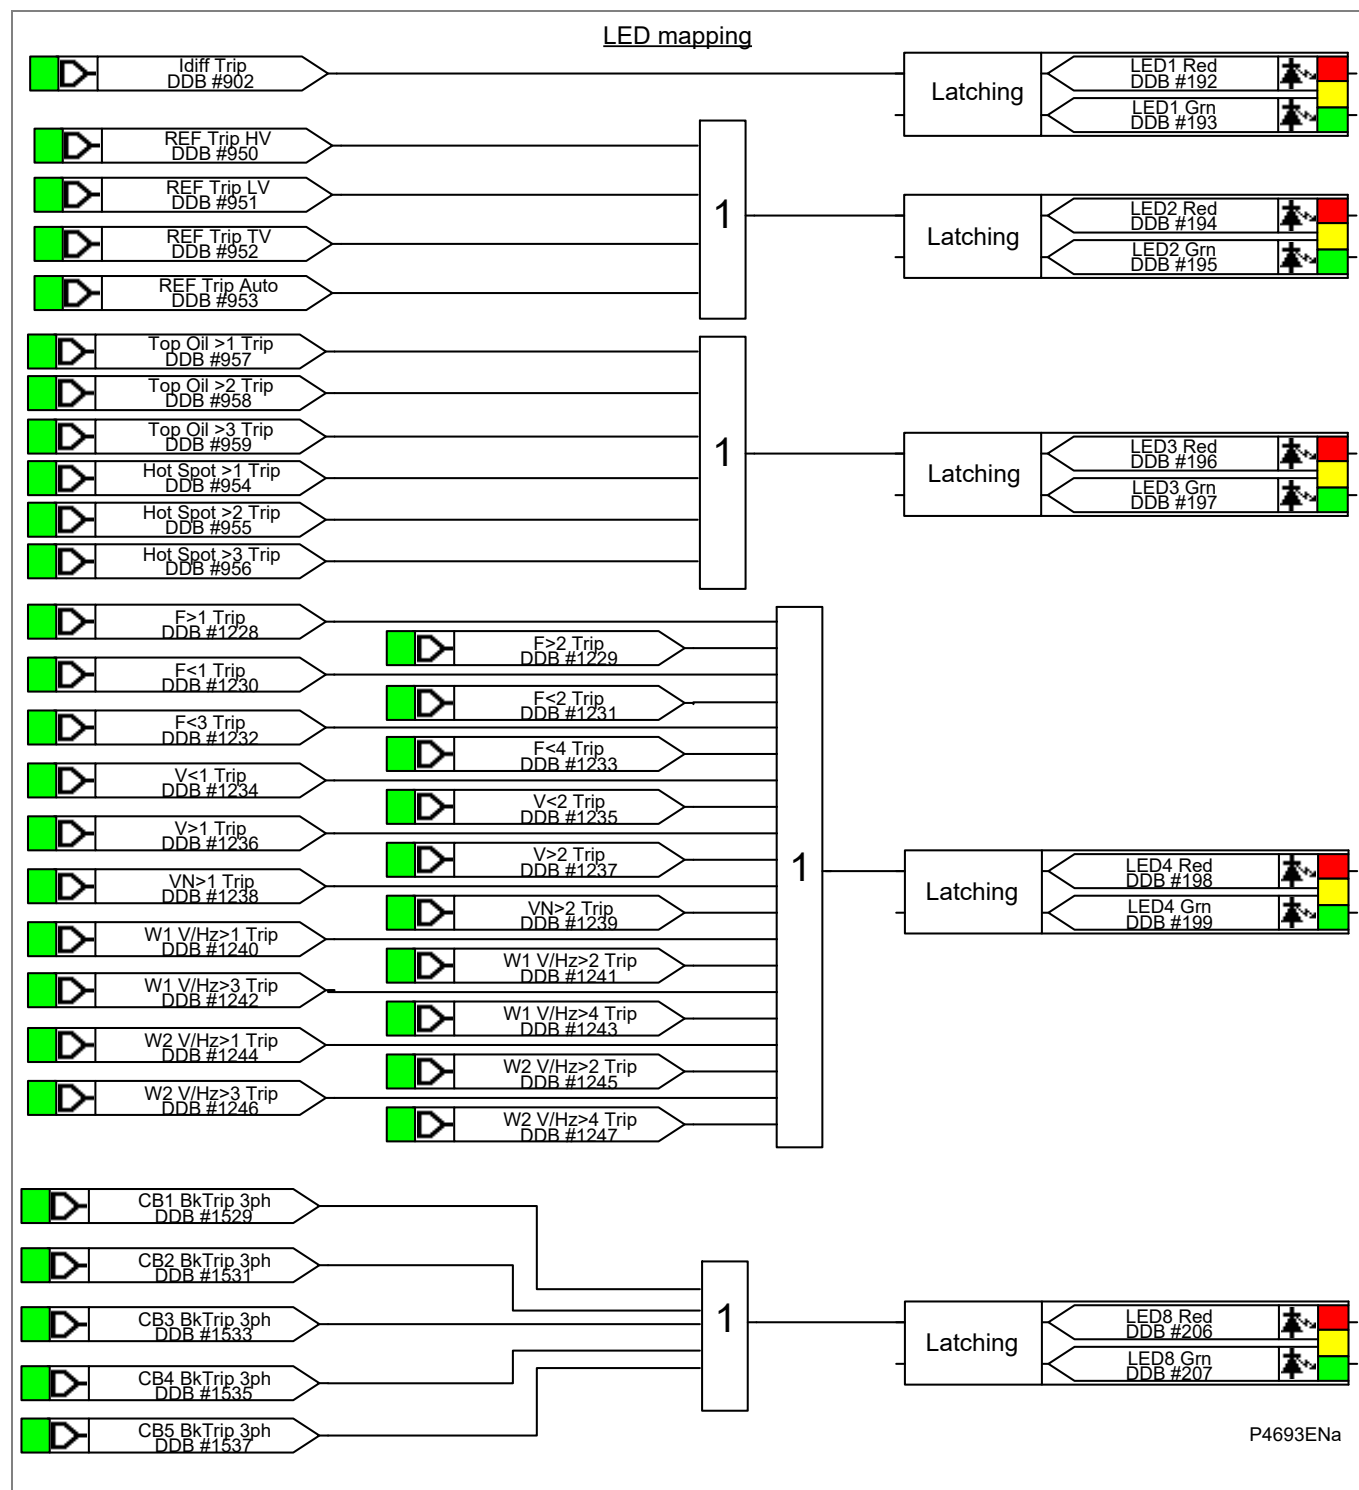 LED mapping
Idiff Trip
DDB #902
Latching
LED1 Red
DDB #192
LED1 Grn
DDB #193
REF Trip HV
DDB #950
REF Trip LV
DDB #951
REF Trip TV
DDB #952
REF Trip Auto
DDB #953
1
Latching
LED2 Red
DDB #194
LED2 Grn
DDB #195
Top Oil >1 Trip
DDB #957
Top Oil >2 Trip
DDB #958
Top Oil >3 Trip
DDB #959
Hot Spot >1 Trip
DDB #954
Hot Spot >2 Trip
DDB #955
Hot Spot >3 Trip
DDB #956
1
Latching
LED3 Red
DDB #196
LED3 Grn
DDB #197
F>1 Trip
DDB #1228
F>2 Trip
DDB #1229
F<1 Trip
DDB #1230
F<2 Trip
DDB #1231
F<3 Trip
DDB #1232
F<4 Trip
DDB #1233
V<1 Trip
DDB #1234
V<2 Trip
DDB #1235
V>1 Trip
DDB #1236
V>2 Trip
DDB #1237
VN>1 Trip
DDB #1238
VN>2 Trip
DDB #1239
W1 V/Hz>1 Trip
DDB #1240
W1 V/Hz>2 Trip
DDB #1241
W1 V/Hz>3 Trip
DDB #1242
W1 V/Hz>4 Trip
DDB #1243
W2 V/Hz>1 Trip
DDB #1244
W2 V/Hz>2 Trip
DDB #1245
W2 V/Hz>3 Trip
DDB #1246
W2 V/Hz>4 Trip
DDB #1247
1
Latching
LED4 Red
DDB #198
LED4 Grn
DDB #199
CB1 BkTrip 3ph
DDB #1529
CB2 BkTrip 3ph
DDB #1531
CB3 BkTrip 3ph
DDB #1533
CB4 BkTrip 3ph
DDB #1535
CB5 BkTrip 3ph
DDB #1537
1
Latching
LED8 Red
DDB #206
LED8 Grn
DDB #207
P4693ENa